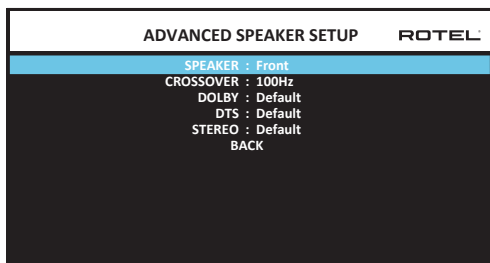 ADVANCED SPEAKER SETUP ROTEL
SPEAKER : Front
CROSSOVER : 100Hz
DOLBY : Default
DTS : Default
STEREO : Default
BACK